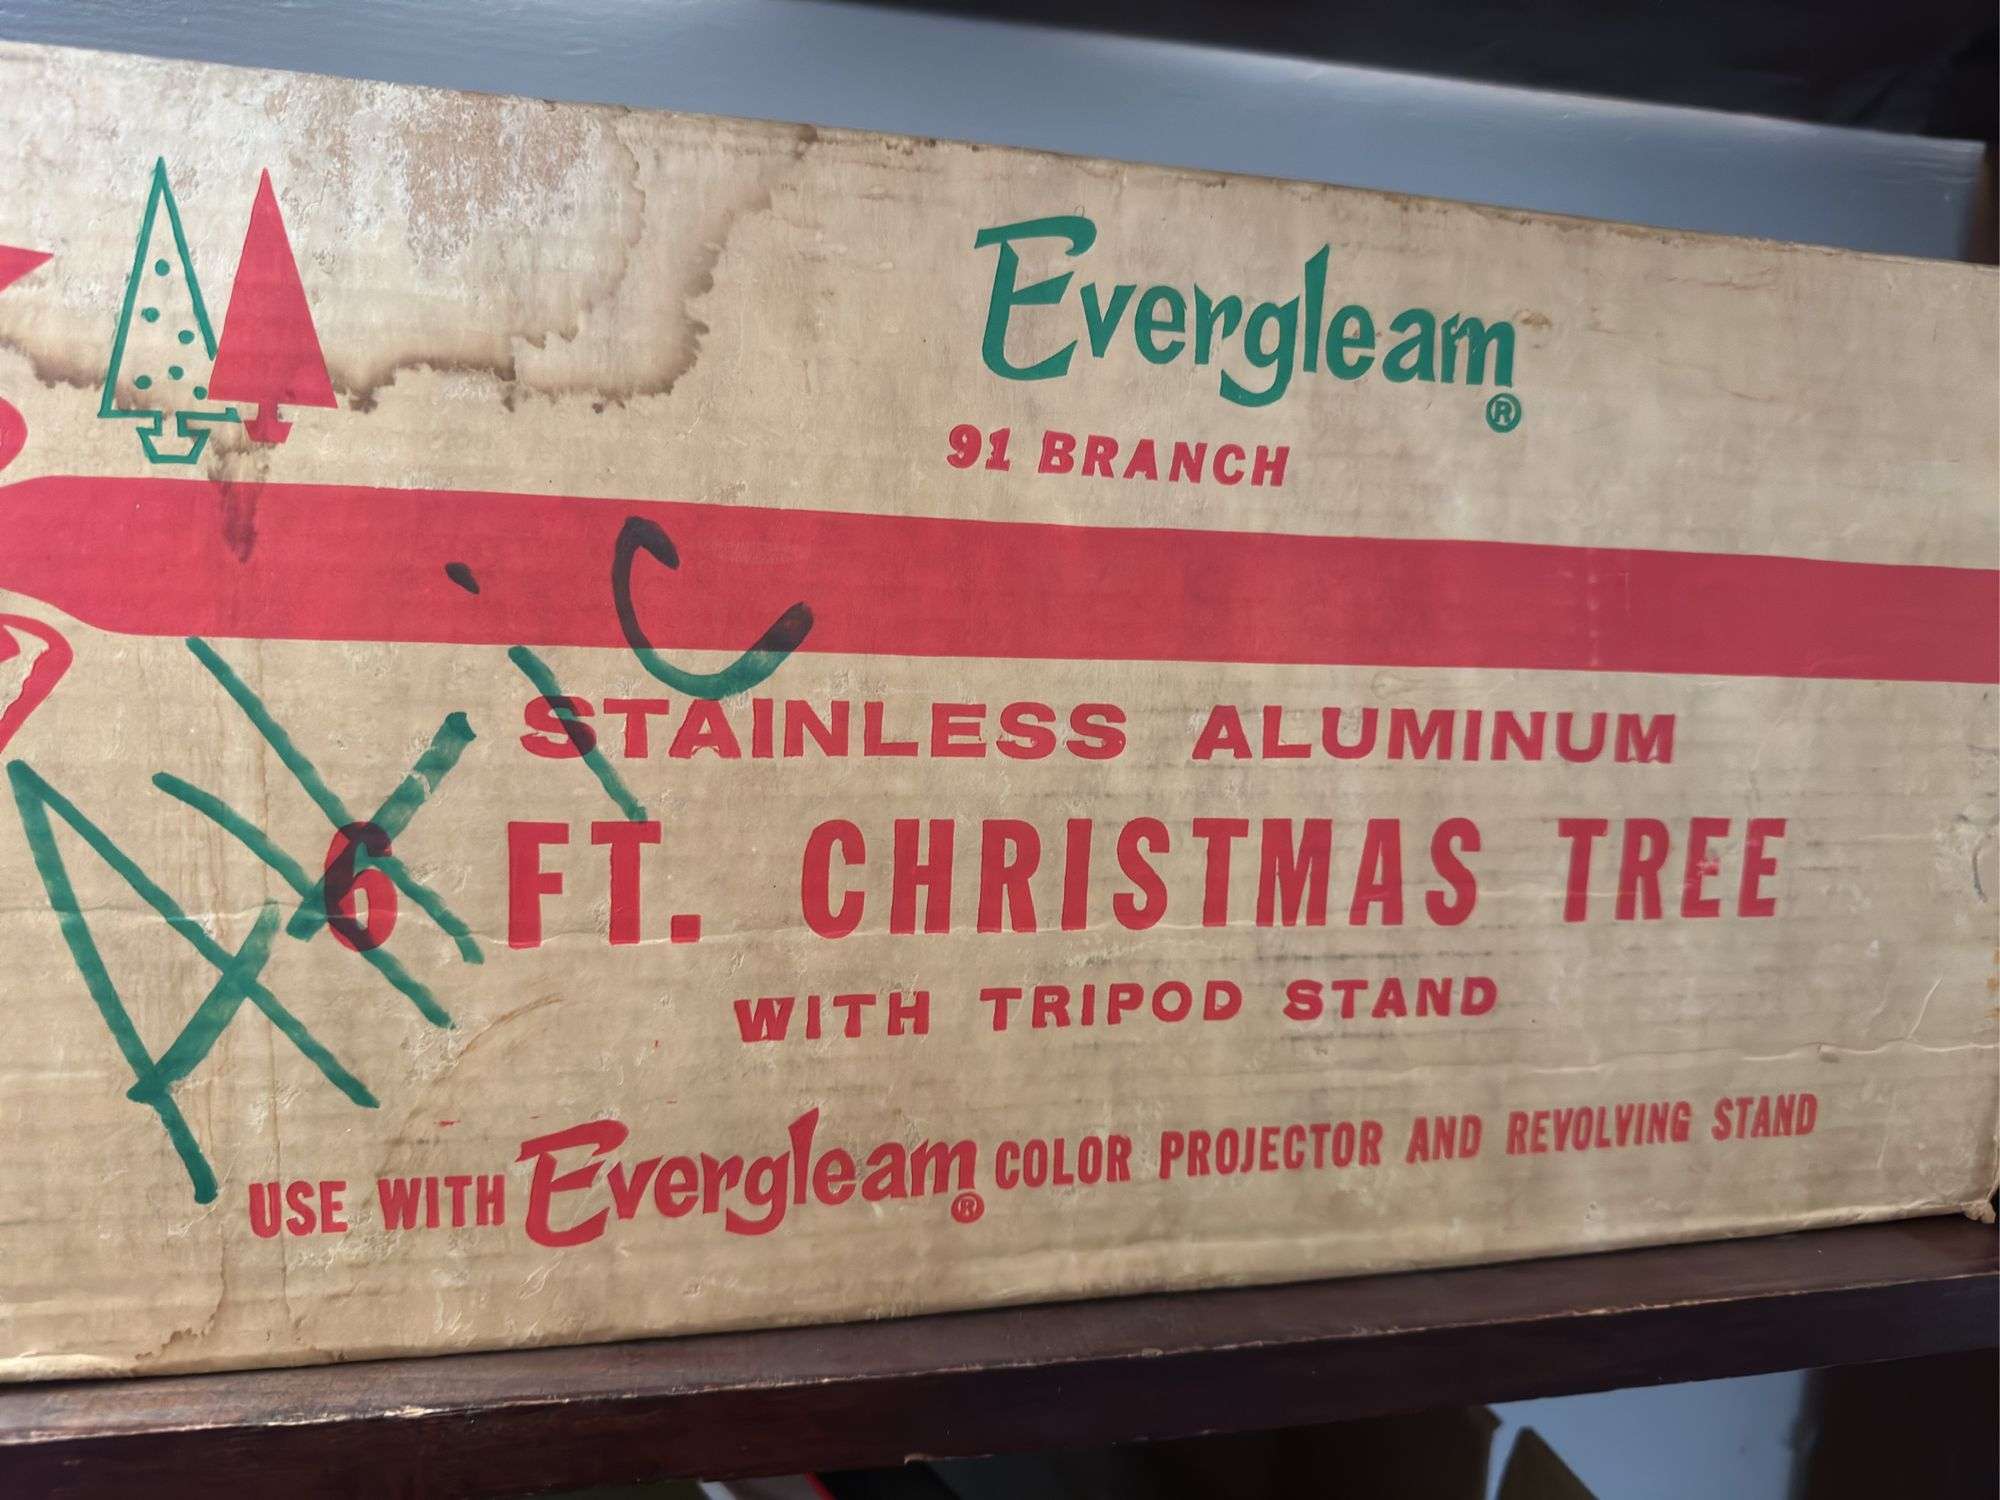 Evergleam®
91 BRANCH
Attic
STAINLESS ALUMINUM
6 FT. CHRISTMAS TREE
WITH TRIPOD STAND
USE WITH Evergleam® COLOR PROJECTOR AND REVOLVING STAND